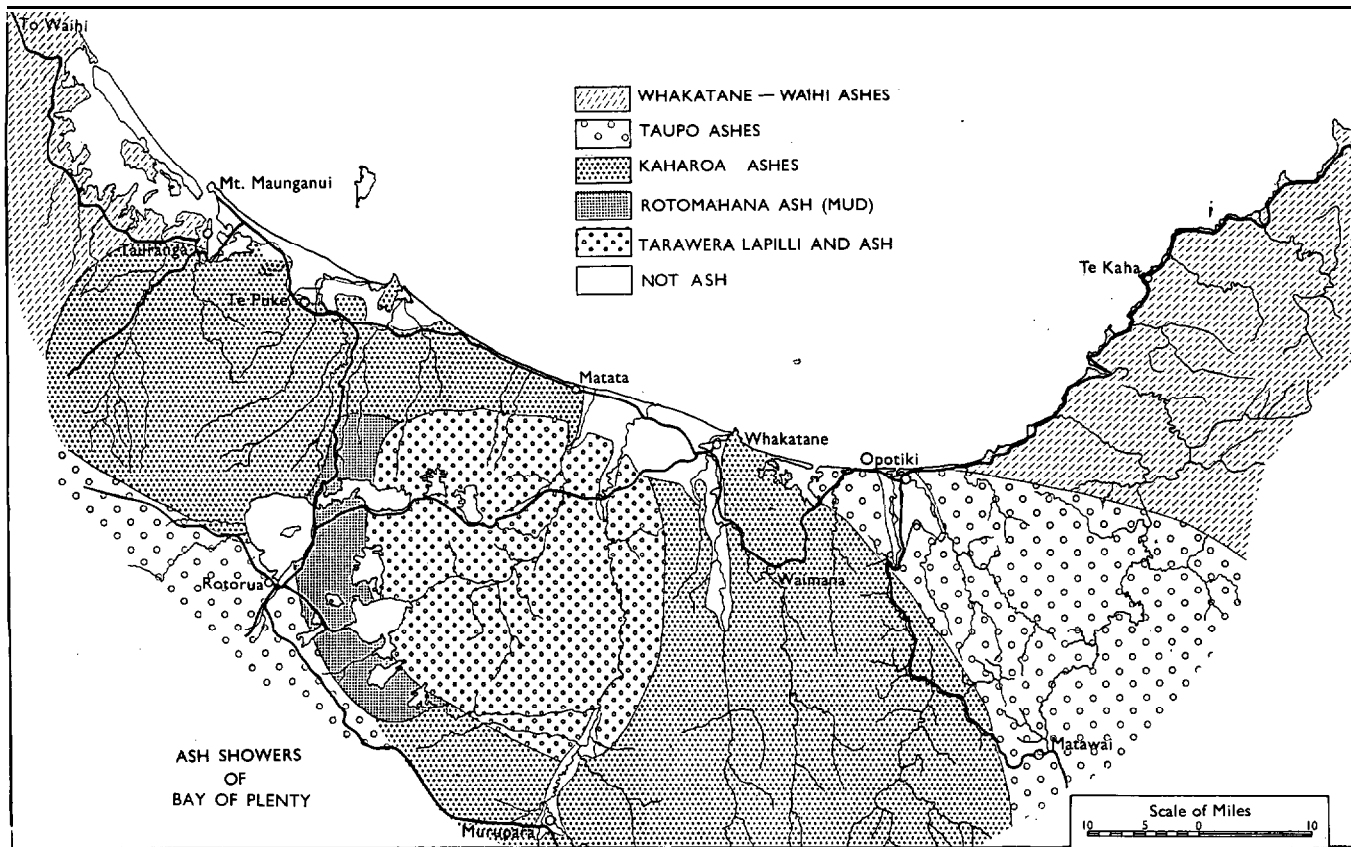 To Waihi
WHAKATANE — WAIHI ASHES
TAUPO ASHES
KAHAROA ASHES
ROTOMAHANA ASH (MUD)
TARAWERA LAPILLI AND ASH
NOT ASH
Mt. Maunganui
Tauranga
Te Puke
Te Kaha
Matata
Whakatane
Opotiki
Rotorua
Waimana
Matawai
Murupara
ASH SHOWERS
OF
BAY OF PLENTY
Scale of Miles
10 5 0 10